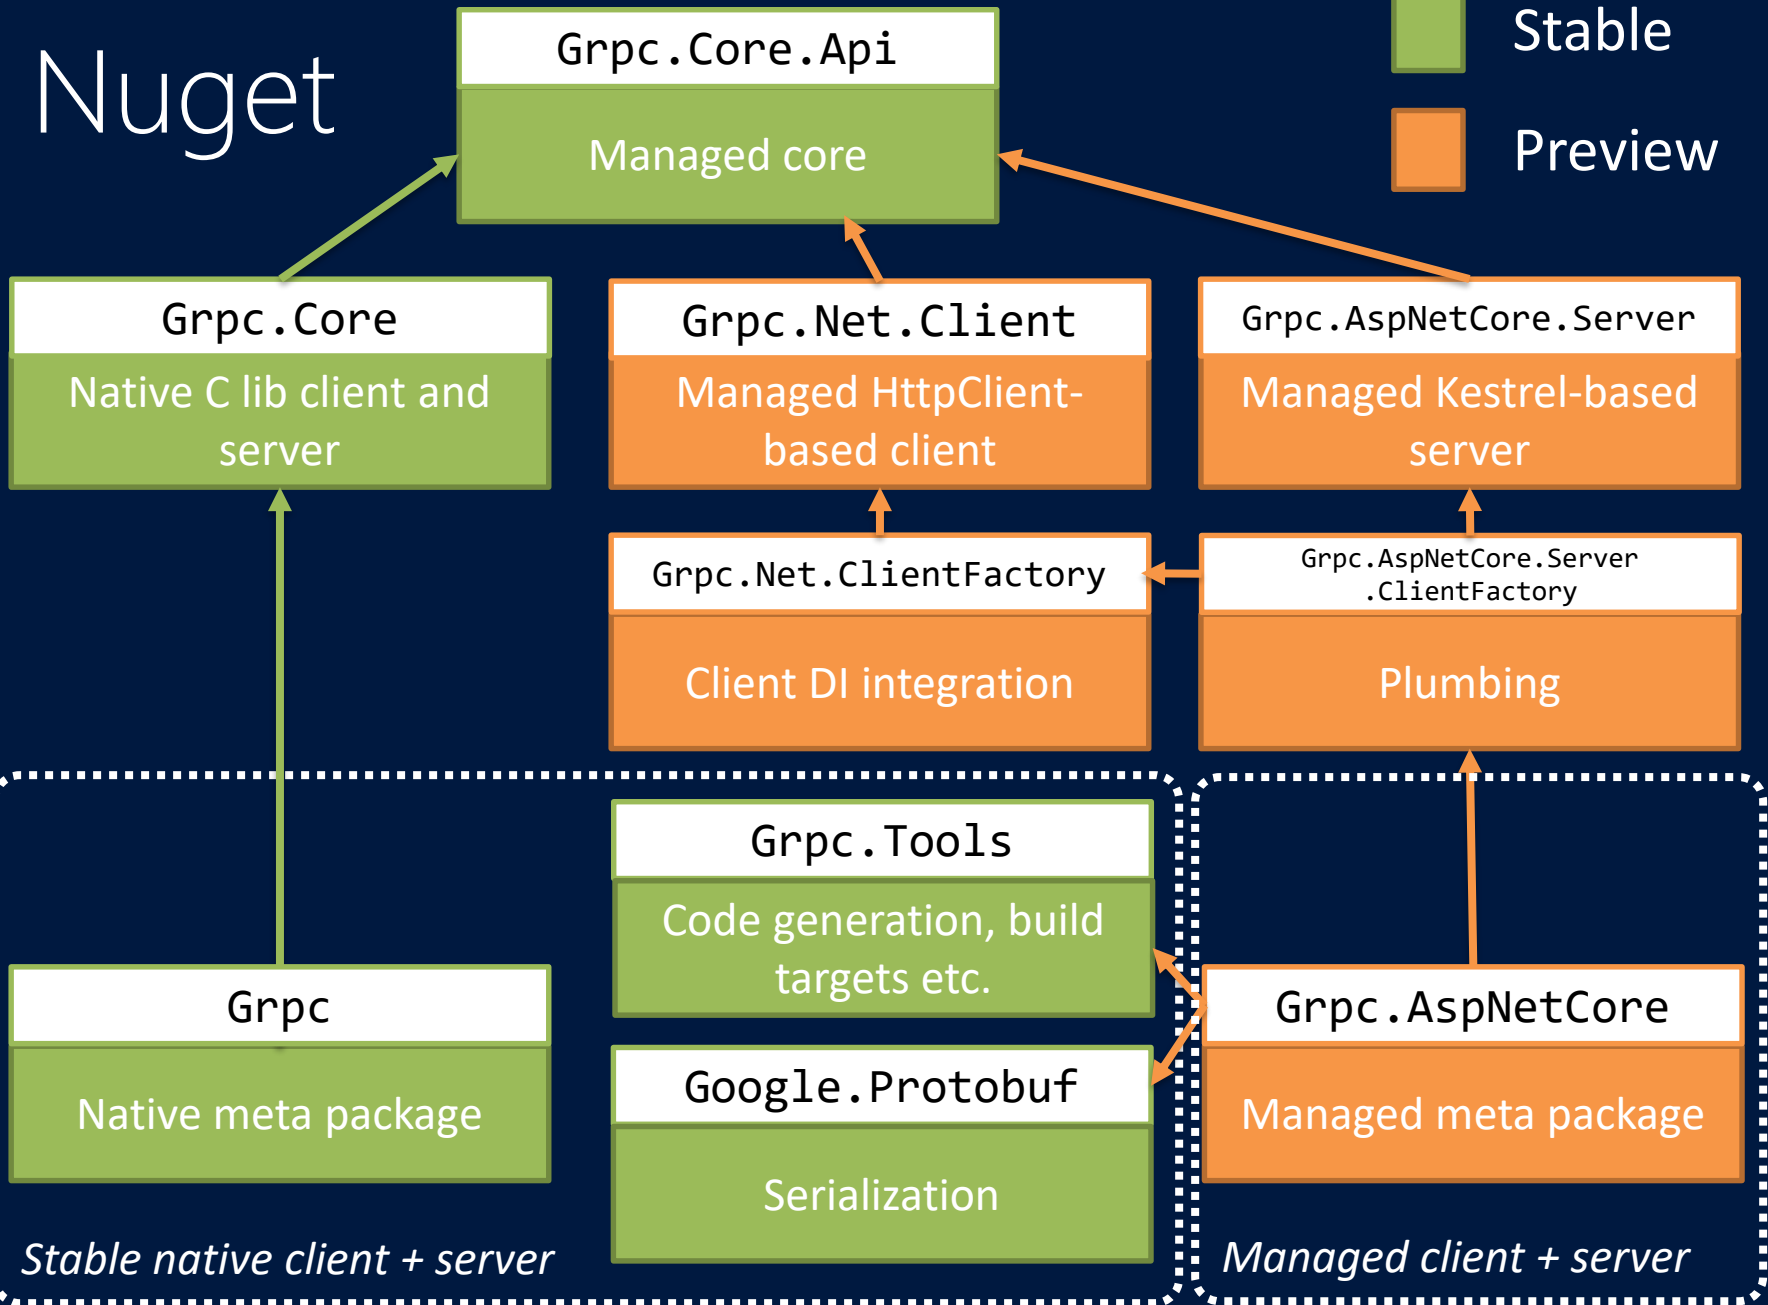 Nuget
Grpc.Core.Api
Managed core
Stable
Preview
Grpc.Core
Native C lib client and
server
Grpc.Net.Client
Managed HttpClient-
based client
Grpc.AspNetCore.Server
Managed Kestrel-based
server
Grpc.Net.ClientFactory
Client DI integration
Grpc.AspNetCore.Server
.ClientFactory
Plumbing
Grpc.Tools
Code generation, build
targets etc.
Grpc
Native meta package
Google.Protobuf
Serialization
Grpc.AspNetCore
Managed meta package
Stable native client + server
Managed client + server